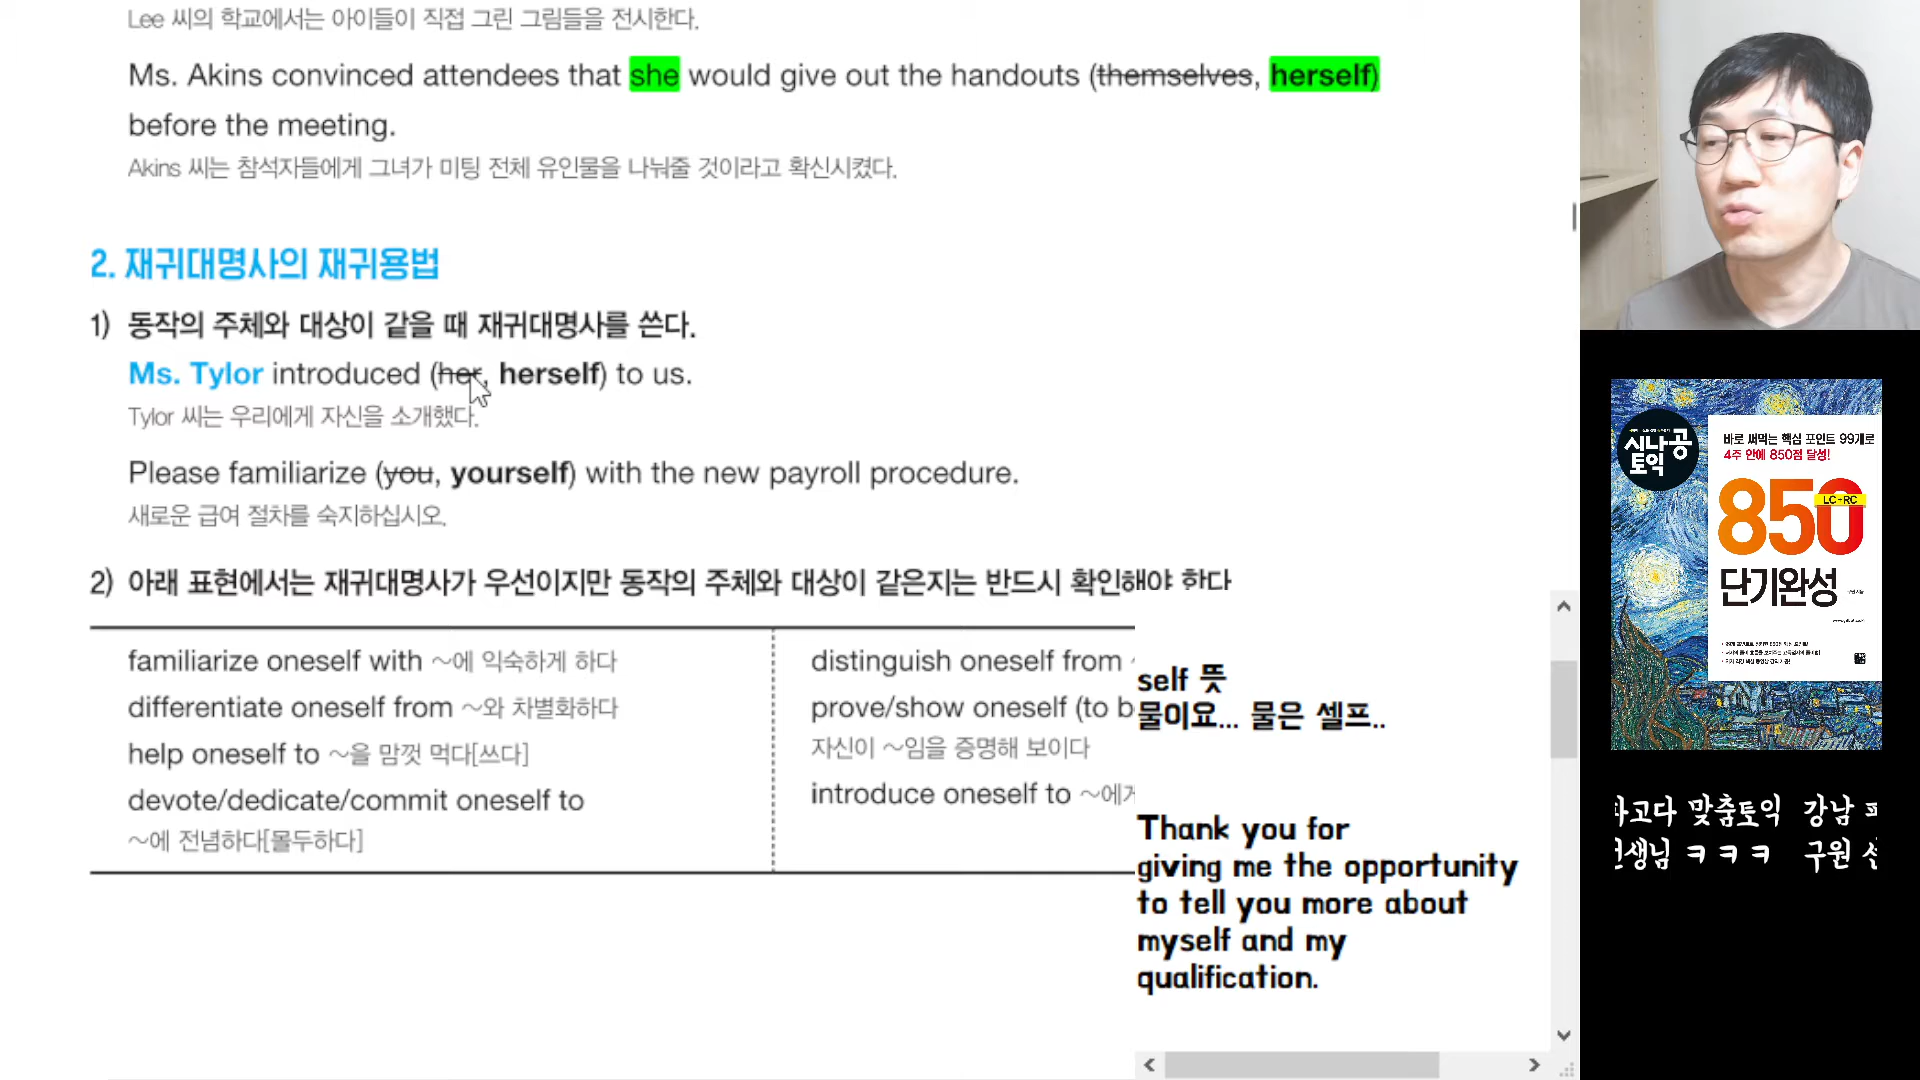 Lee 씨의 학교에서는 아이들이 직접 그린 그림들을 전시한다.
Ms. Akins convinced attendees that she would give out the handouts (themselves, herself)
before the meeting.
Akins 씨는 참석자들에게 그녀가 미팅 전체 유인물을 나눠줄 것이라고 확신시켰다.
2. 재귀대명사의 재귀용법
1) 동작의 주체와 대상이 같을 때 재귀대명사를 쓴다.
Ms. Tylor introduced (her, herself) to us.
Tylor 씨는 우리에게 자신을 소개했다.
Please familiarize (you, yourself) with the new payroll procedure.
새로운 급여 절차를 숙지하십시오.
2) 아래 표현에서는 재귀대명사가 우선이지만 동작의 주체와 대상이 같은지는 반드시 확인해야 한다
familiarize oneself with ～에 익숙하게 하다
differentiate oneself from ～와 차별화하다
help oneself to ～을 맘껏 먹다[쓰다]
devote/dedicate/commit oneself to
～에 전념하다[몰두하다]
distinguish oneself from
prove/show oneself (to b
자신이 ～임을 증명해 보이다
introduce oneself to ～에게
self 뜻
물이요... 물은 셀프..
Thank you for
giving me the opportunity
to tell you more about
myself and my
qualification.
시나공
토익
바로 써먹는 핵심 포인트 99개로
4주 안에 850점 달성!
850
LC+RC
단기완성
파고다 맞춤토익 강남
선생님 ㅋㅋㅋ 구원